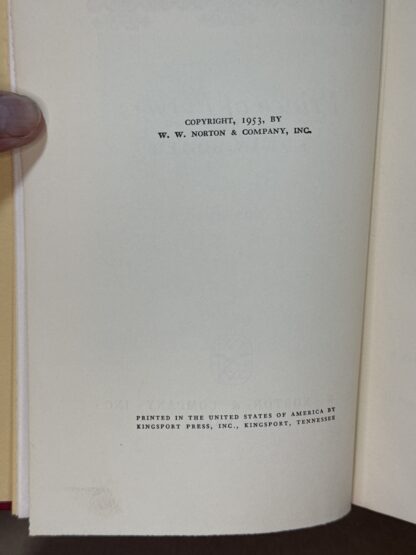 COPYRIGHT, 1953, BY
W. W. NORTON & COMPANY, INC.
PRINTED IN THE UNITED STATES OF AMERICA BY
KINGSPORT PRESS, INC., KINGSPORT, TENNESSEE